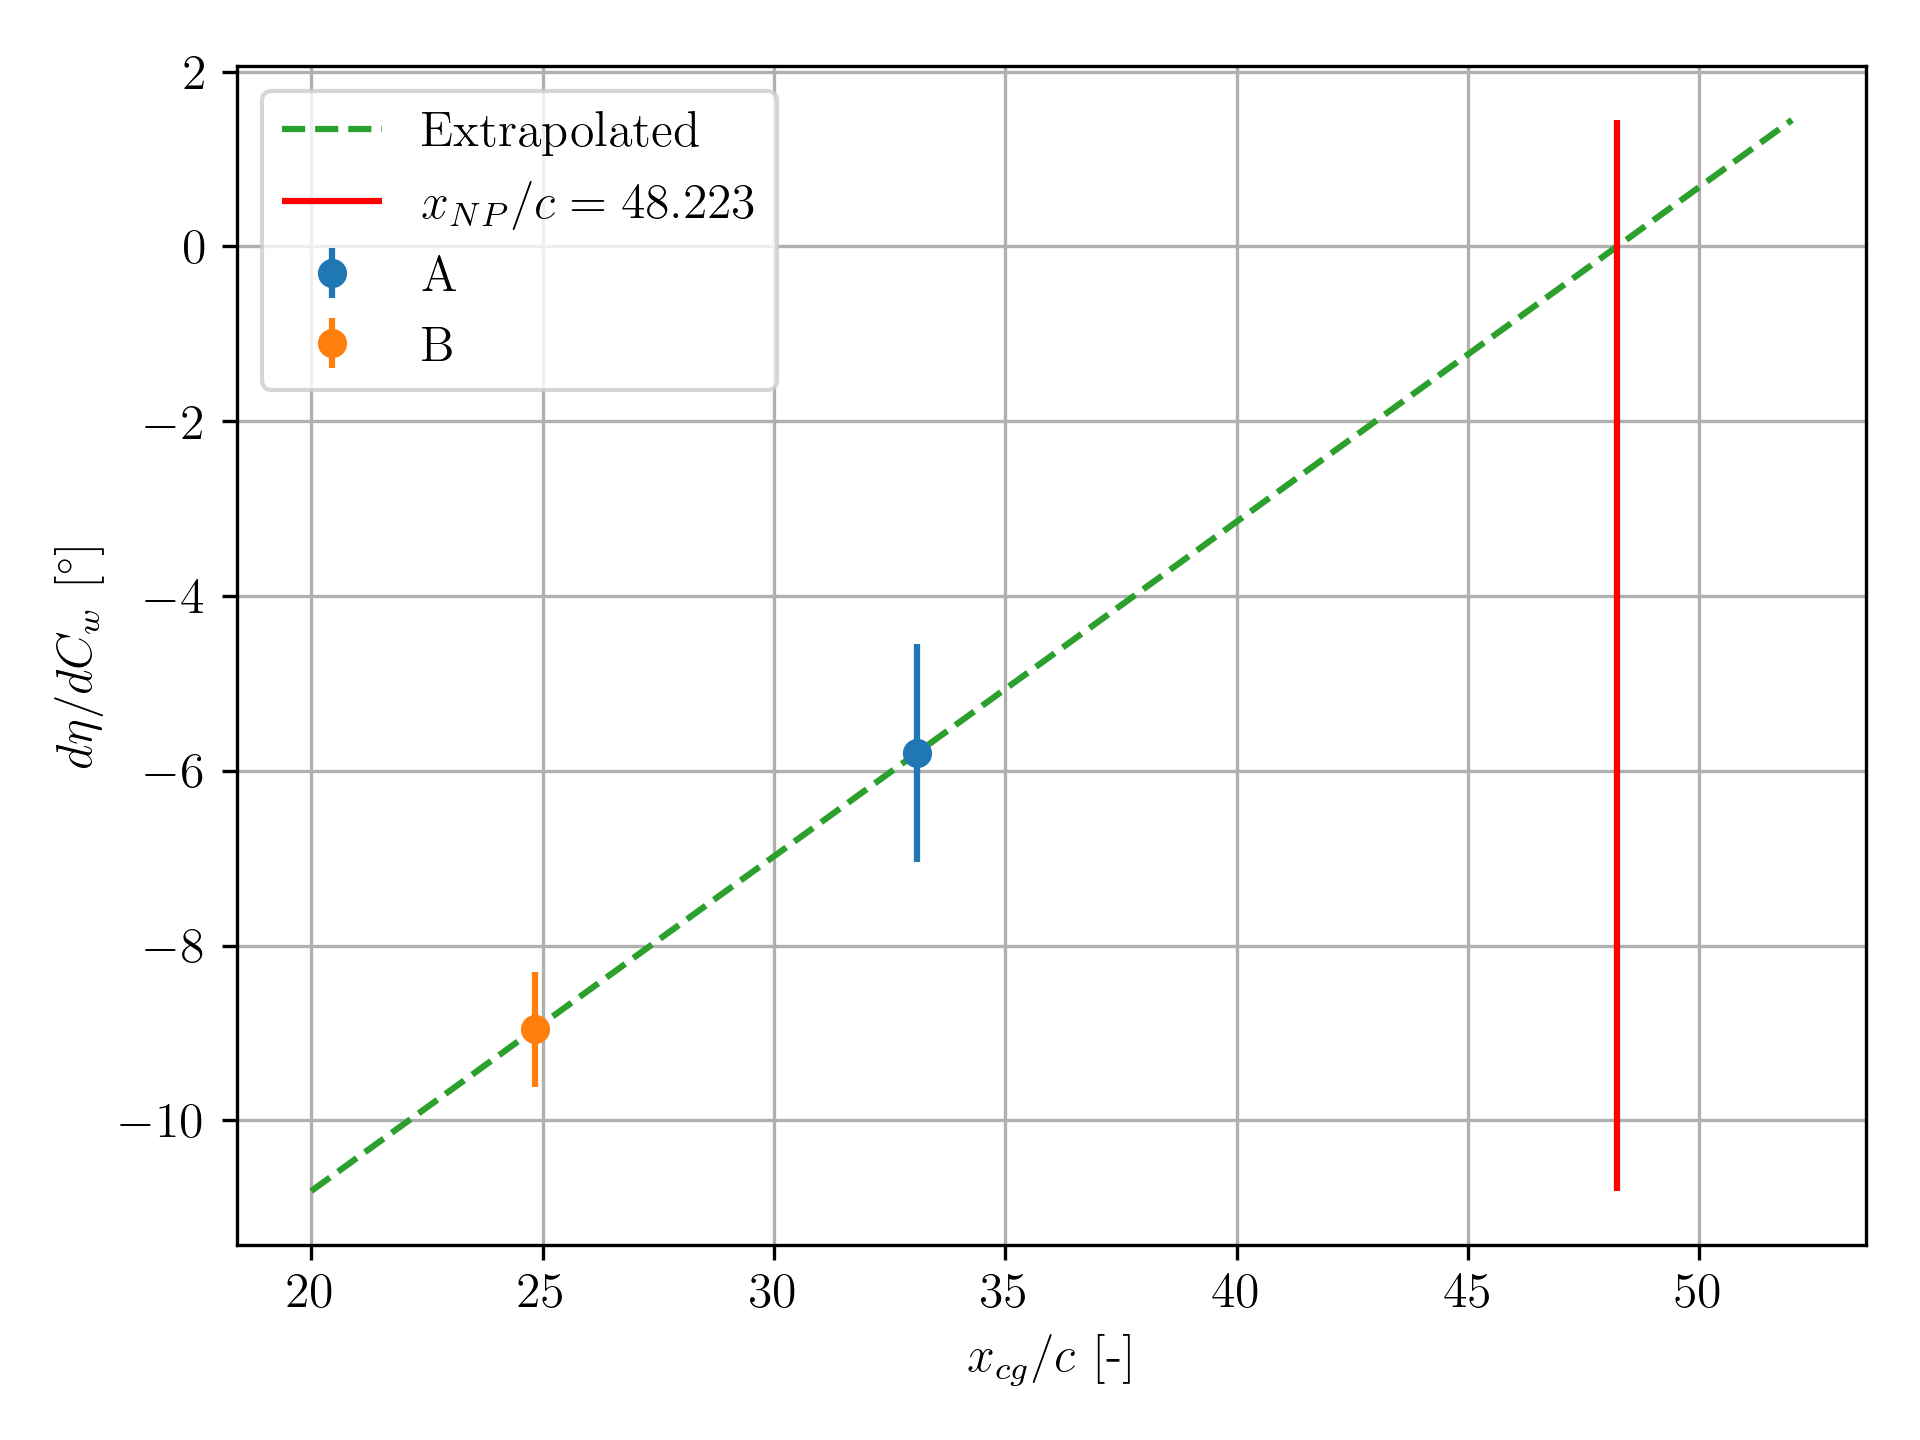 2
0
−2
−4
−6
−8
−10
dη/dC_w [°]
Extrapolated
x_{NP}/c = 48.223
A
B
20 25 30 35 40 45 50
x_{cg}/c [-]